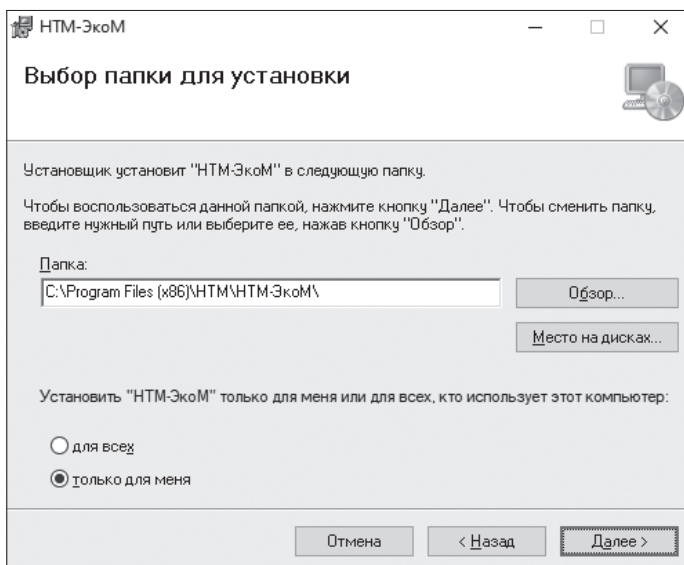 НТМ-ЭкоМ
Выбор папки для установки
Установщик установит "НТМ-ЭкоМ" в следующую папку.
Чтобы воспользоваться данной папкой, нажмите кнопку "Далее". Чтобы сменить папку,
введите нужный путь или выберите ее, нажав кнопку "Обзор".
Папка:
C:\Program Files (x86)\НТМ\НТМ-ЭкоМ\
Обзор...
Место на дисках...
Установить "НТМ-ЭкоМ" только для меня или для всех, кто использует этот компьютер:
для всех
только для меня
Отмена
< Назад
Далее >